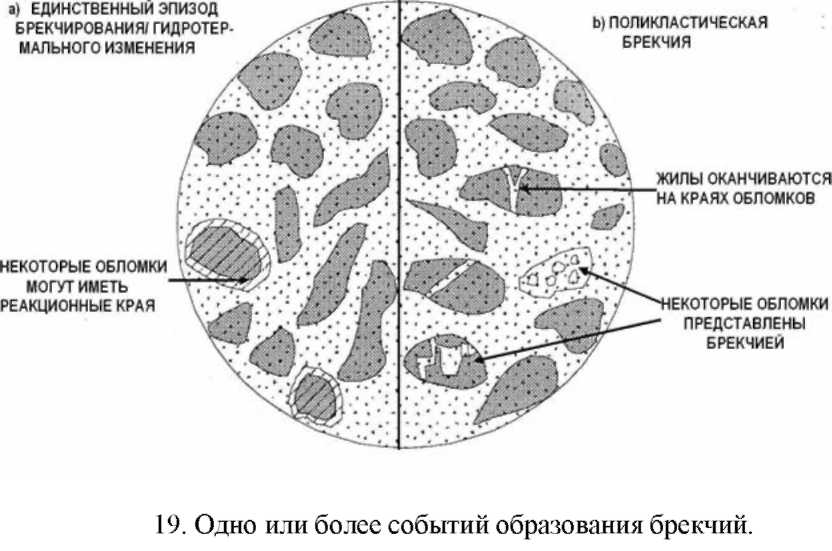 a) ЕДИНСТВЕННЫЙ ЭПИЗОД
БРЕКЧИРОВАНИЯ/ ГИДРОТЕР-
МАЛЬНОГО ИЗМЕНЕНИЯ
b) ПОЛИКЛАСТИЧЕСКАЯ
БРЕКЧИЯ
ЖИЛЫ ОКАНЧИВАЮТСЯ
НА КРАЯХ ОБЛОМКОВ
НЕКОТОРЫЕ ОБЛОМКИ
МОГУТ ИМЕТЬ
РЕАКЦИОННЫЕ КРАЯ
НЕКОТОРЫЕ ОБЛОМКИ
ПРЕДСТАВЛЕНЫ
БРЕКЧИЕЙ
19. Одно или более событий образования брекчий.